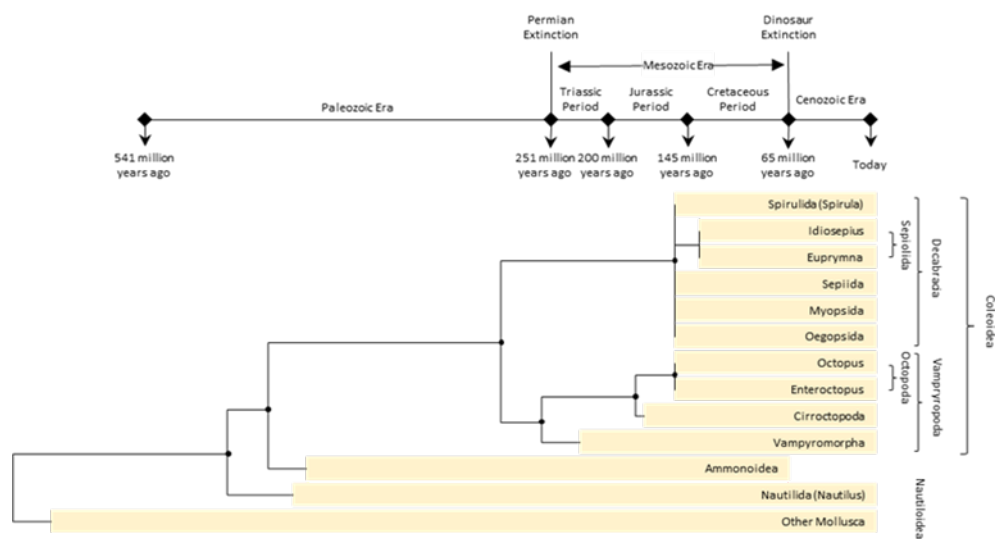 Permian
Extinction
Dinosaur
Extinction
Mesozoic Era
Paleozoic Era
Triassic
Period
Jurassic
Period
Cretaceous
Period
Cenozoic Era
541 million
years ago
251 million
years ago
200 million
years ago
145 million
years ago
65 million
years ago
Today
Spirulida (Spirula)
Idiosepius
Euprymna
Sepiida
Myopsida
Oegopsida
Octopus
Enteroctopus
Cirroctopoda
Vampyromorpha
Ammonoidea
Nautilida (Nautilus)
Other Mollusca
Sepiolida
Octopoda
Decabracia
Vampryropoda
Coleoidea
Nautiloidea